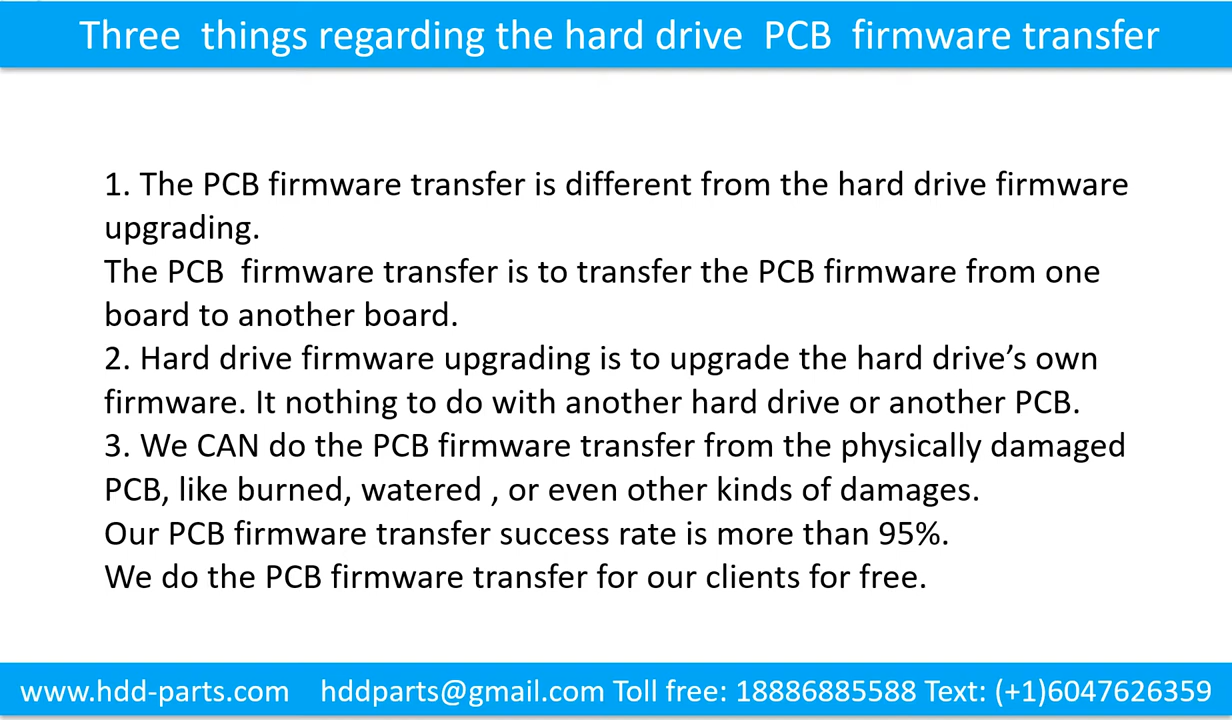 Three things regarding the hard drive PCB firmware transfer
1. The PCB firmware transfer is different from the hard drive firmware
upgrading.
The PCB firmware transfer is to transfer the PCB firmware from one
board to another board.
2. Hard drive firmware upgrading is to upgrade the hard drive’s own
firmware. It nothing to do with another hard drive or another PCB.
3. We CAN do the PCB firmware transfer from the physically damaged
PCB, like burned, watered , or even other kinds of damages.
Our PCB firmware transfer success rate is more than 95%.
We do the PCB firmware transfer for our clients for free.
www.hdd-parts.com hddparts@gmail.com Toll free: 18886885588 Text: (+1)6047626359